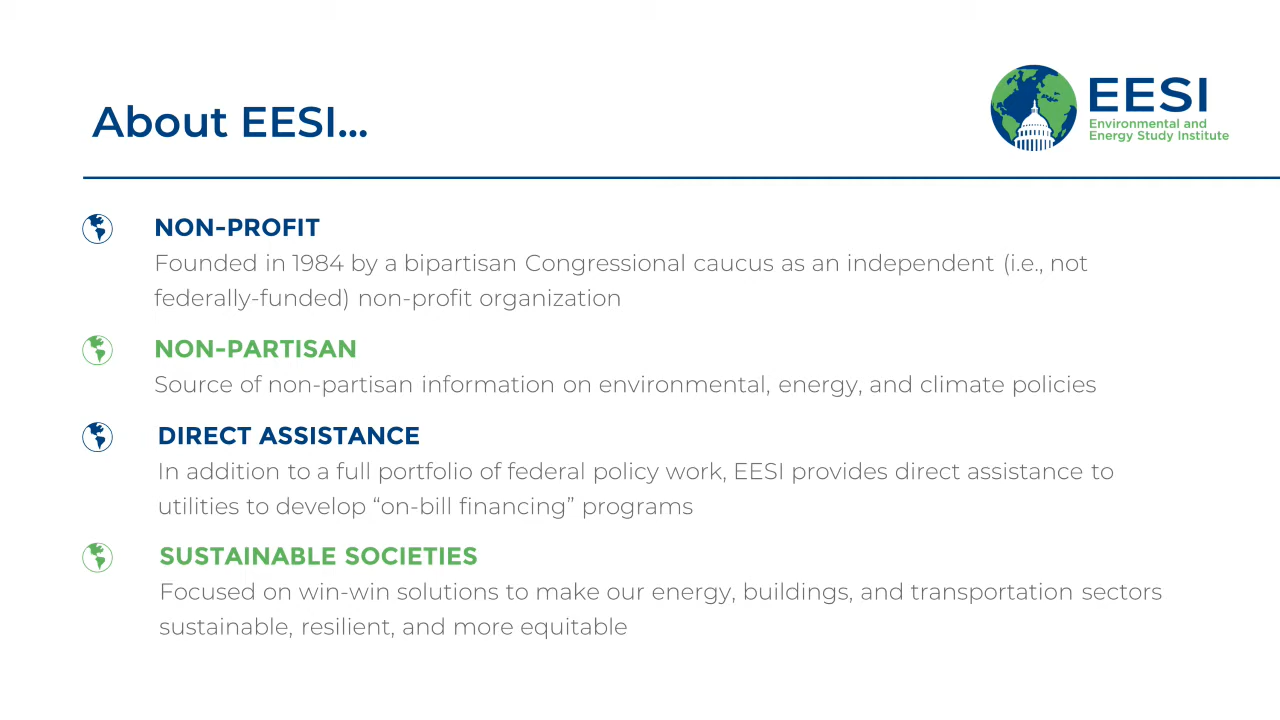 About EESI...
EESI
Environmental and
Energy Study Institute
NON-PROFIT
Founded in 1984 by a bipartisan Congressional caucus as an independent (i.e., not
federally-funded) non-profit organization
NON-PARTISAN
Source of non-partisan information on environmental, energy, and climate policies
DIRECT ASSISTANCE
In addition to a full portfolio of federal policy work, EESI provides direct assistance to
utilities to develop “on-bill financing” programs
SUSTAINABLE SOCIETIES
Focused on win-win solutions to make our energy, buildings, and transportation sectors
sustainable, resilient, and more equitable